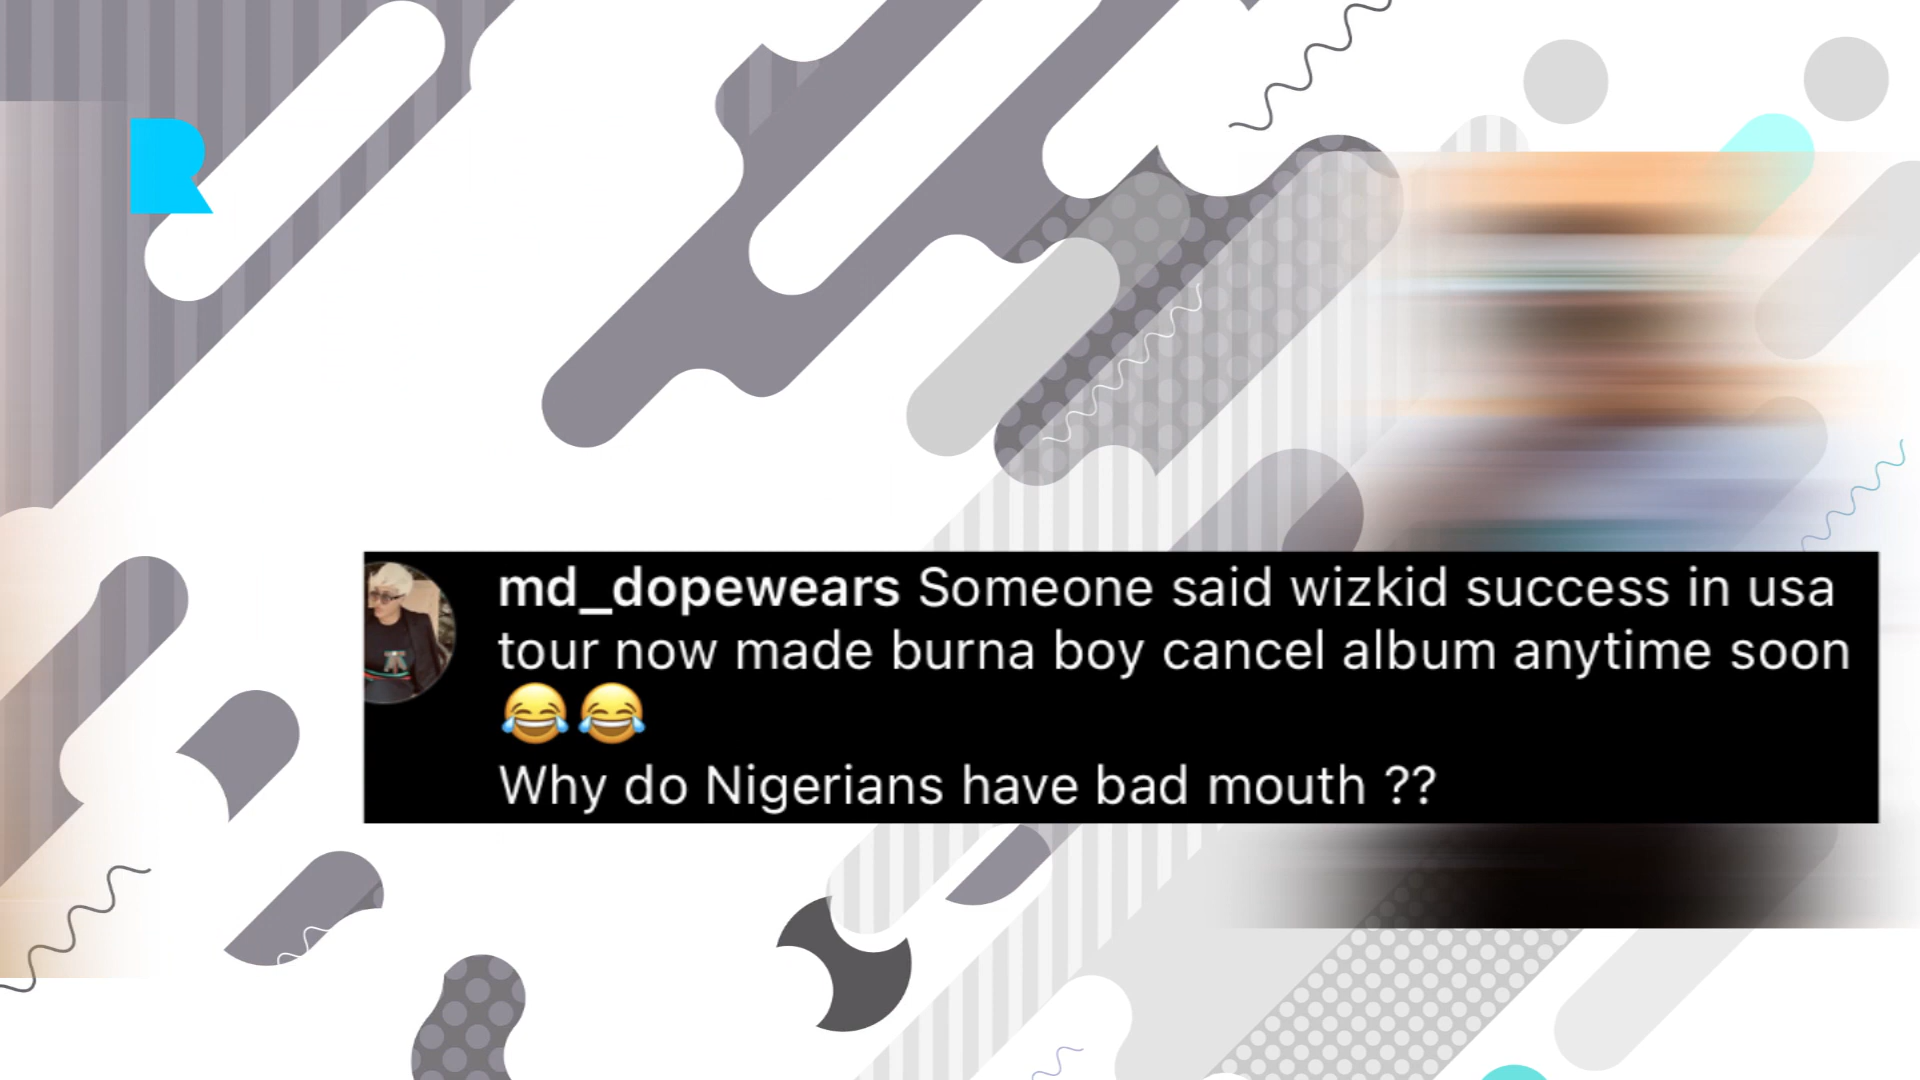 R
md_dopewears Someone said wizkid success in usa
tour now made burna boy cancel album anytime soon
😂😂
Why do Nigerians have bad mouth ??